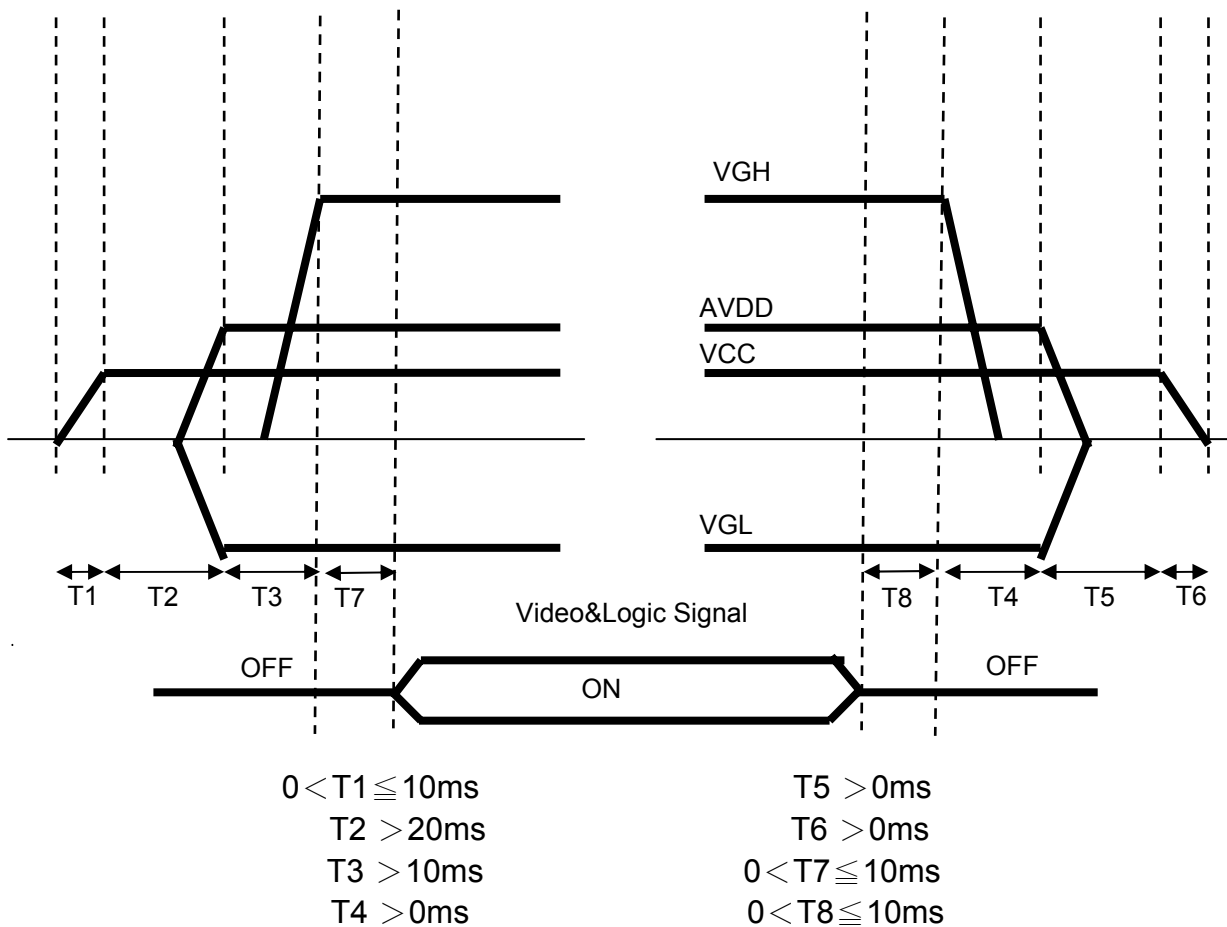 VGH
AVDD
VCC
VGL
T1 T2 T3 T7 T8 T4 T5 T6
Video&Logic Signal
OFF ON OFF
0<T1≦10ms
T2 >20ms
T3 >10ms
T4 >0ms
T5 >0ms
T6 >0ms
0<T7≦10ms
0<T8≦10ms